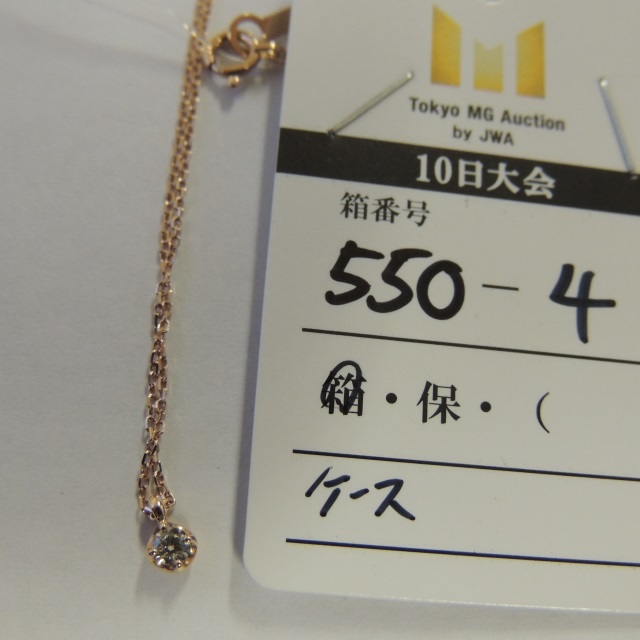 Tokyo MG Auction
by JWA
10日大会
箱番号
550-4
箱・保・(
ケース